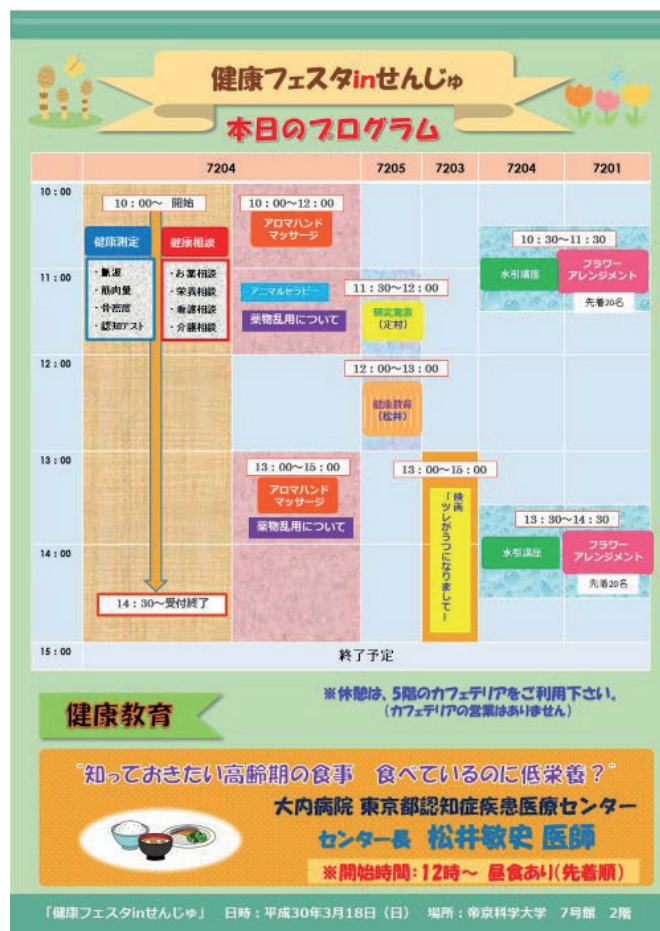 健康フェスタinせんじゅ
本日のプログラム
7204 7205 7203 7204 7201
10：00
10：00～ 開始
10：00～12：00
アロマハンド
マッサージ
健康測定
健康相談
10：30～11：30
水引講座
フラワー
アレンジメント
先着20名
11：00
・脈波
・筋肉量
・骨密度
・認知テスト
・お薬相談
・栄養相談
・看護相談
・介護相談
アニマルセラピー
薬物乱用について
11：30～12：00
研究発表
（定村）
12：00
12：00～13：00
健康教育
（松井）
13：00
13：00～15：00
アロマハンド
マッサージ
薬物乱用について
13：00～15：00
映画
「ツレがうつになりまして」
13：30～14：30
水引講座
フラワー
アレンジメント
先着20名
14：00
14：30～受付終了
15：00
終了予定
※休憩は、5階のカフェテリアをご利用下さい。
（カフェテリアの営業はありません）
健康教育
“知っておきたい高齢期の食事　食べているのに低栄養？”
大内病院 東京都認知症疾患医療センター
センター長 松井敏史 医師
※開始時間：12時～ 昼食あり（先着順）
「健康フェスタinせんじゅ」 日時：平成30年3月18日（日） 場所：帝京科学大学 7号館 2階